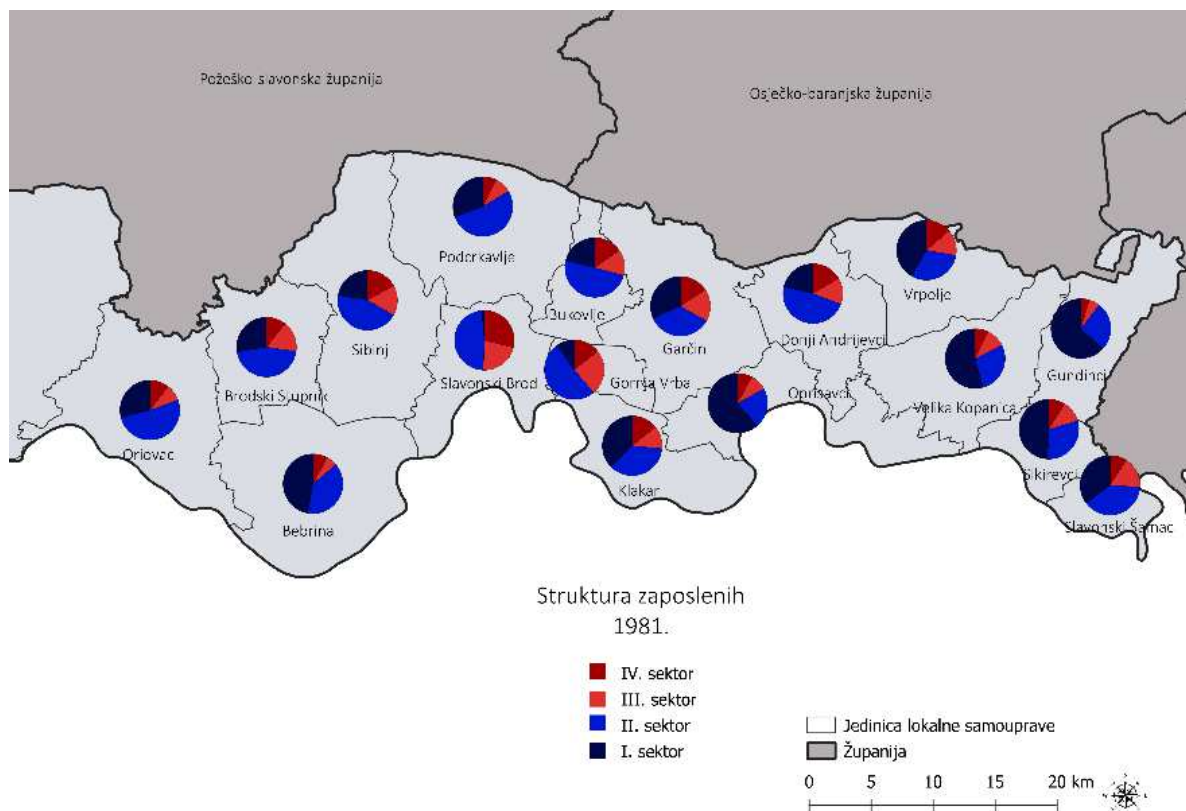 Požeško slavonska županija
Osječko-baranjska županija
Podcrkavlje
Bukovlje
Vrpolje
Sibinj
Garčin
Donji Andrijevci
Slavonski Brod
Gornja Vrba
Oprisavci
Gundinci
Brodski Stupnik
Velika Kopanica
Oriovac
Sikirevci
Klakar
Bebrina
Slavonski Šamac
Struktura zaposlenih
1981.
IV. sektor
III. sektor
II. sektor
I. sektor
Jedinica lokalne samouprave
Županija
0 5 10 15 20 km